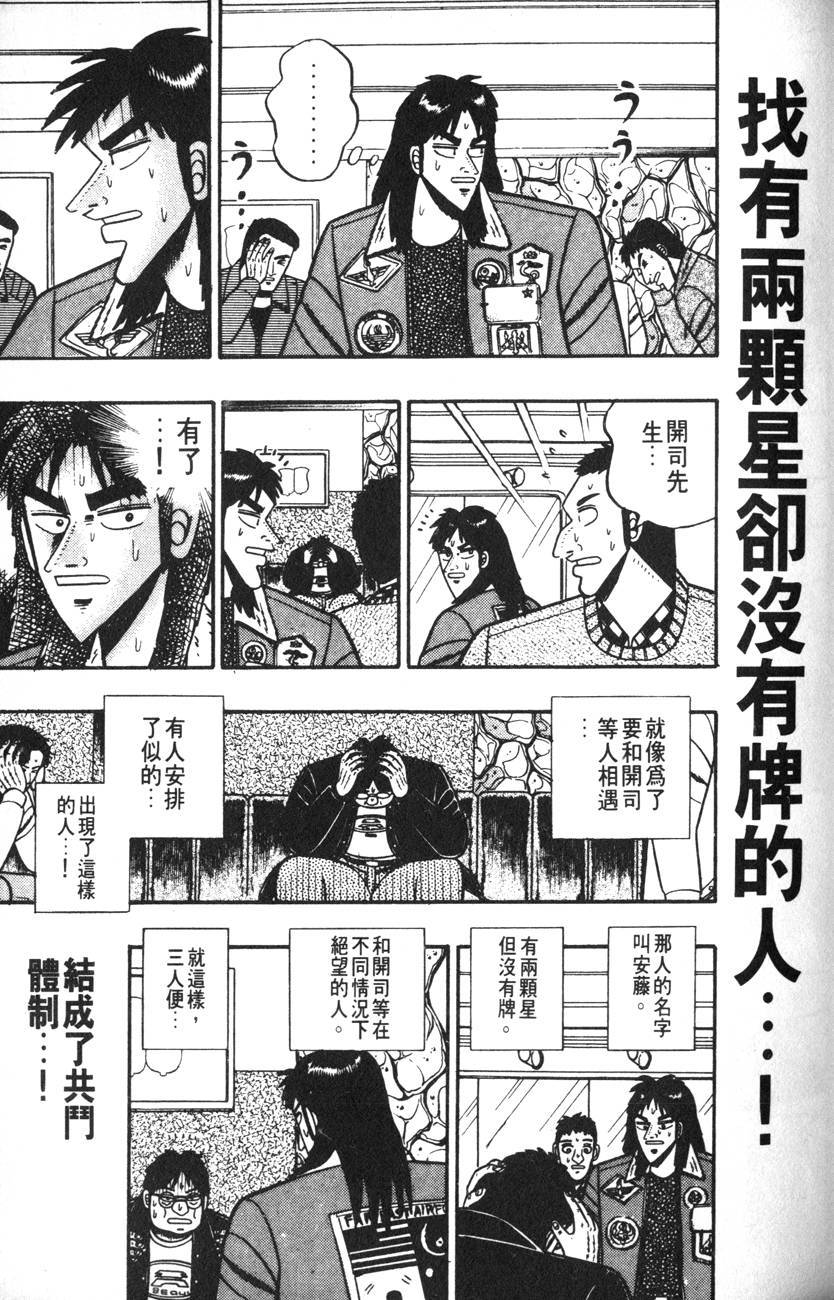 找有兩顆星卻沒有牌的人…！
う
う
…
………
う
う
…
開司先
生…
有了
…！
就像爲了
要和開司
等人相遇
…
有人安排
了似的…
出現了這樣
的人…！
那人的名字
叫安藤。
有兩顆星
但沒有牌。
和開司等在
不同情況下
絕望的人。
就這樣，
三人便…
結成了共鬥
體制…！